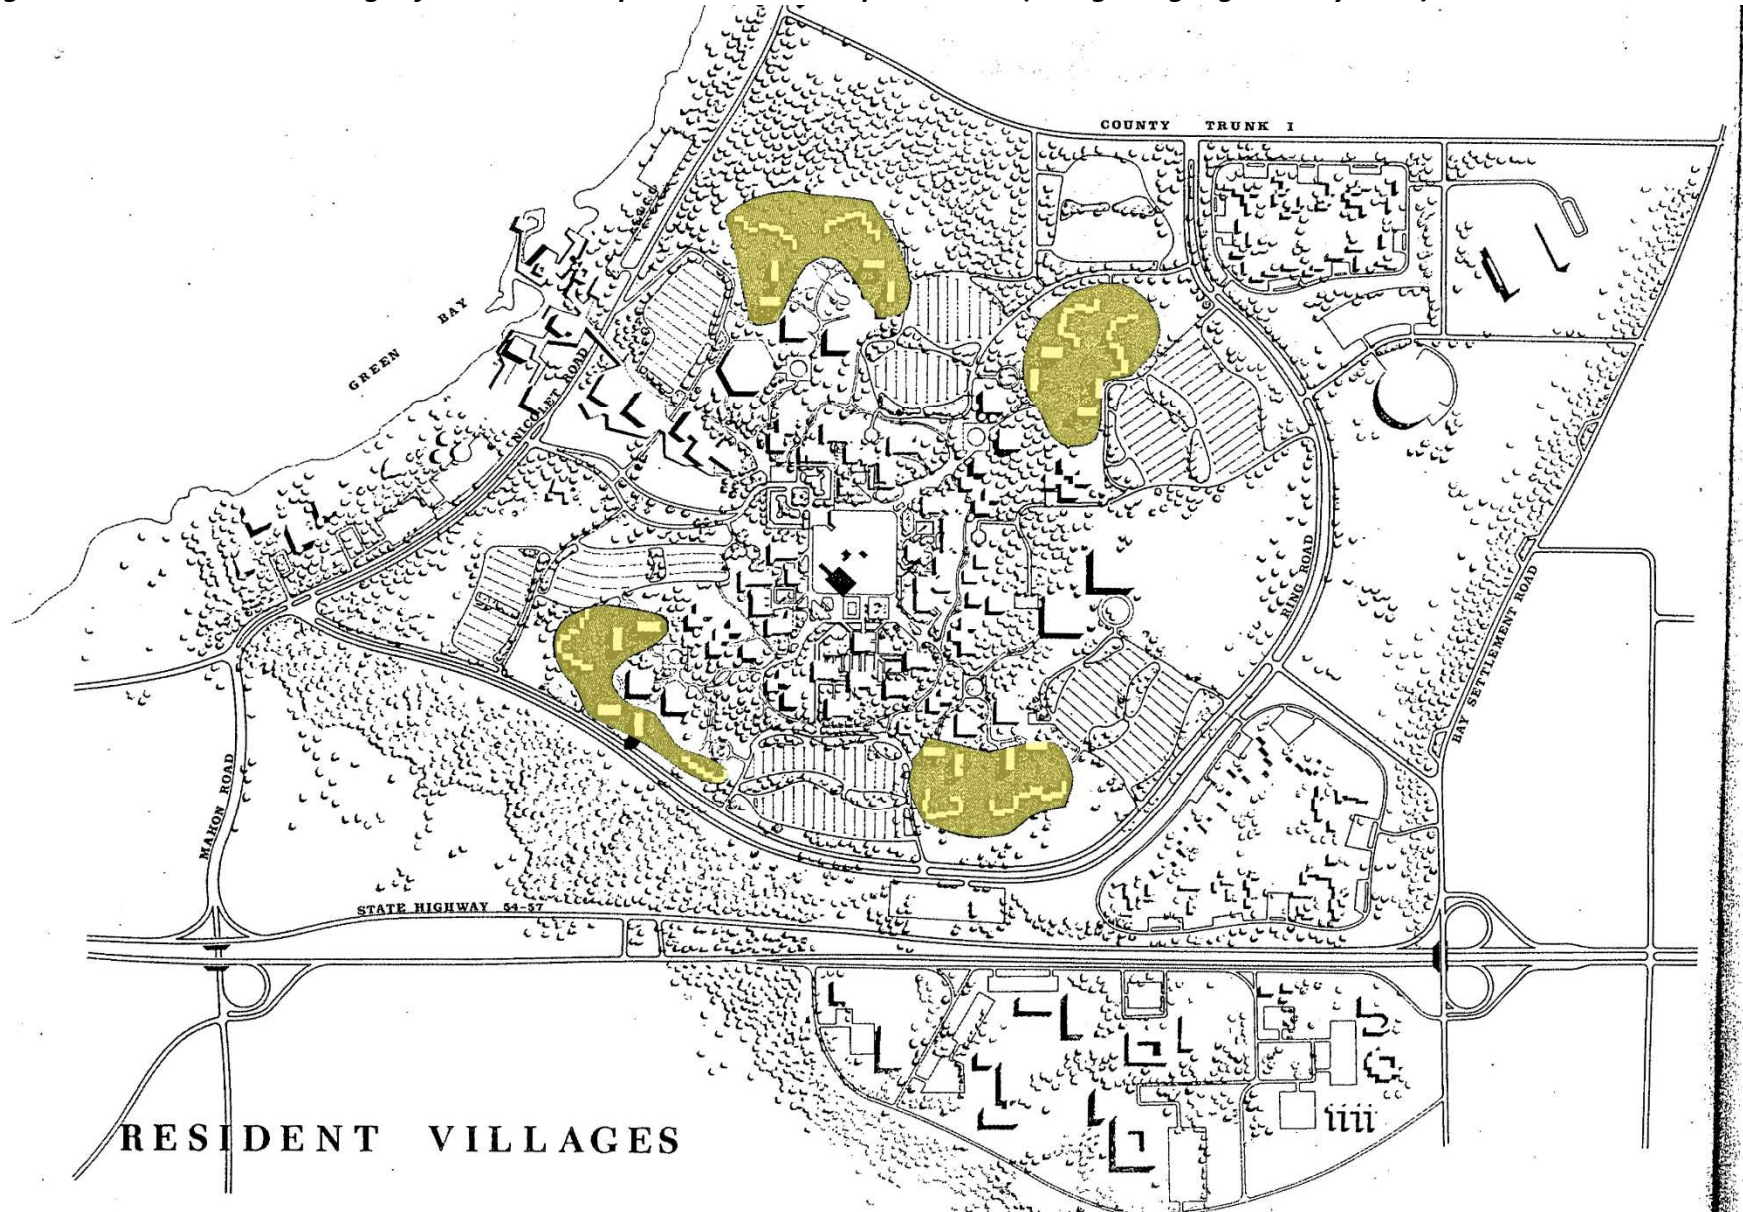 COUNTY TRUNK I
GREEN BAY
NICOLET ROAD
RING ROAD
BAY SETTLEMENT ROAD
MAHON ROAD
STATE HIGHWAY 54-57
iiii
RESIDENT VILLAGES